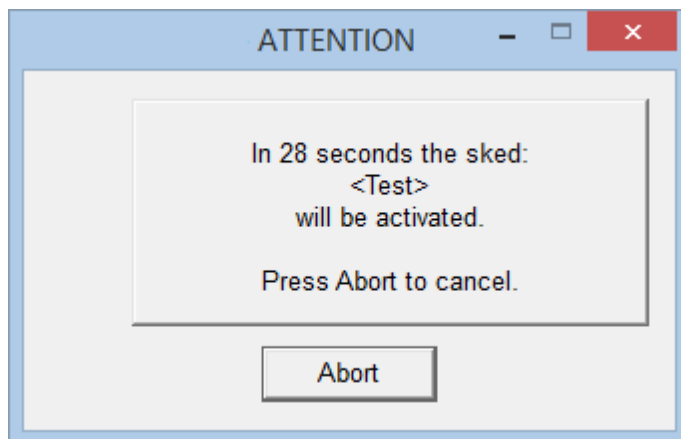 ATTENTION
In 28 seconds the sked:
<Test>
will be activated.
Press Abort to cancel.
Abort